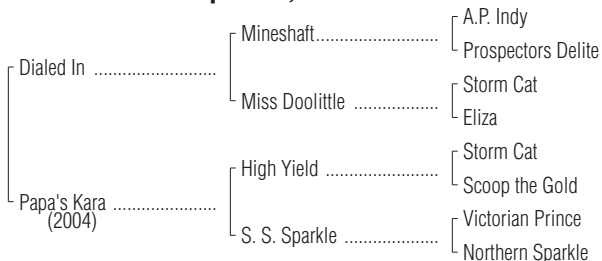 A.P. Indy
Mineshaft
Prospectors Delite
Dialed In
Storm Cat
Miss Doolittle
Eliza
Storm Cat
High Yield
Scoop the Gold
Papa's Kara
(2004)
Victorian Prince
S. S. Sparkle
Northern Sparkle